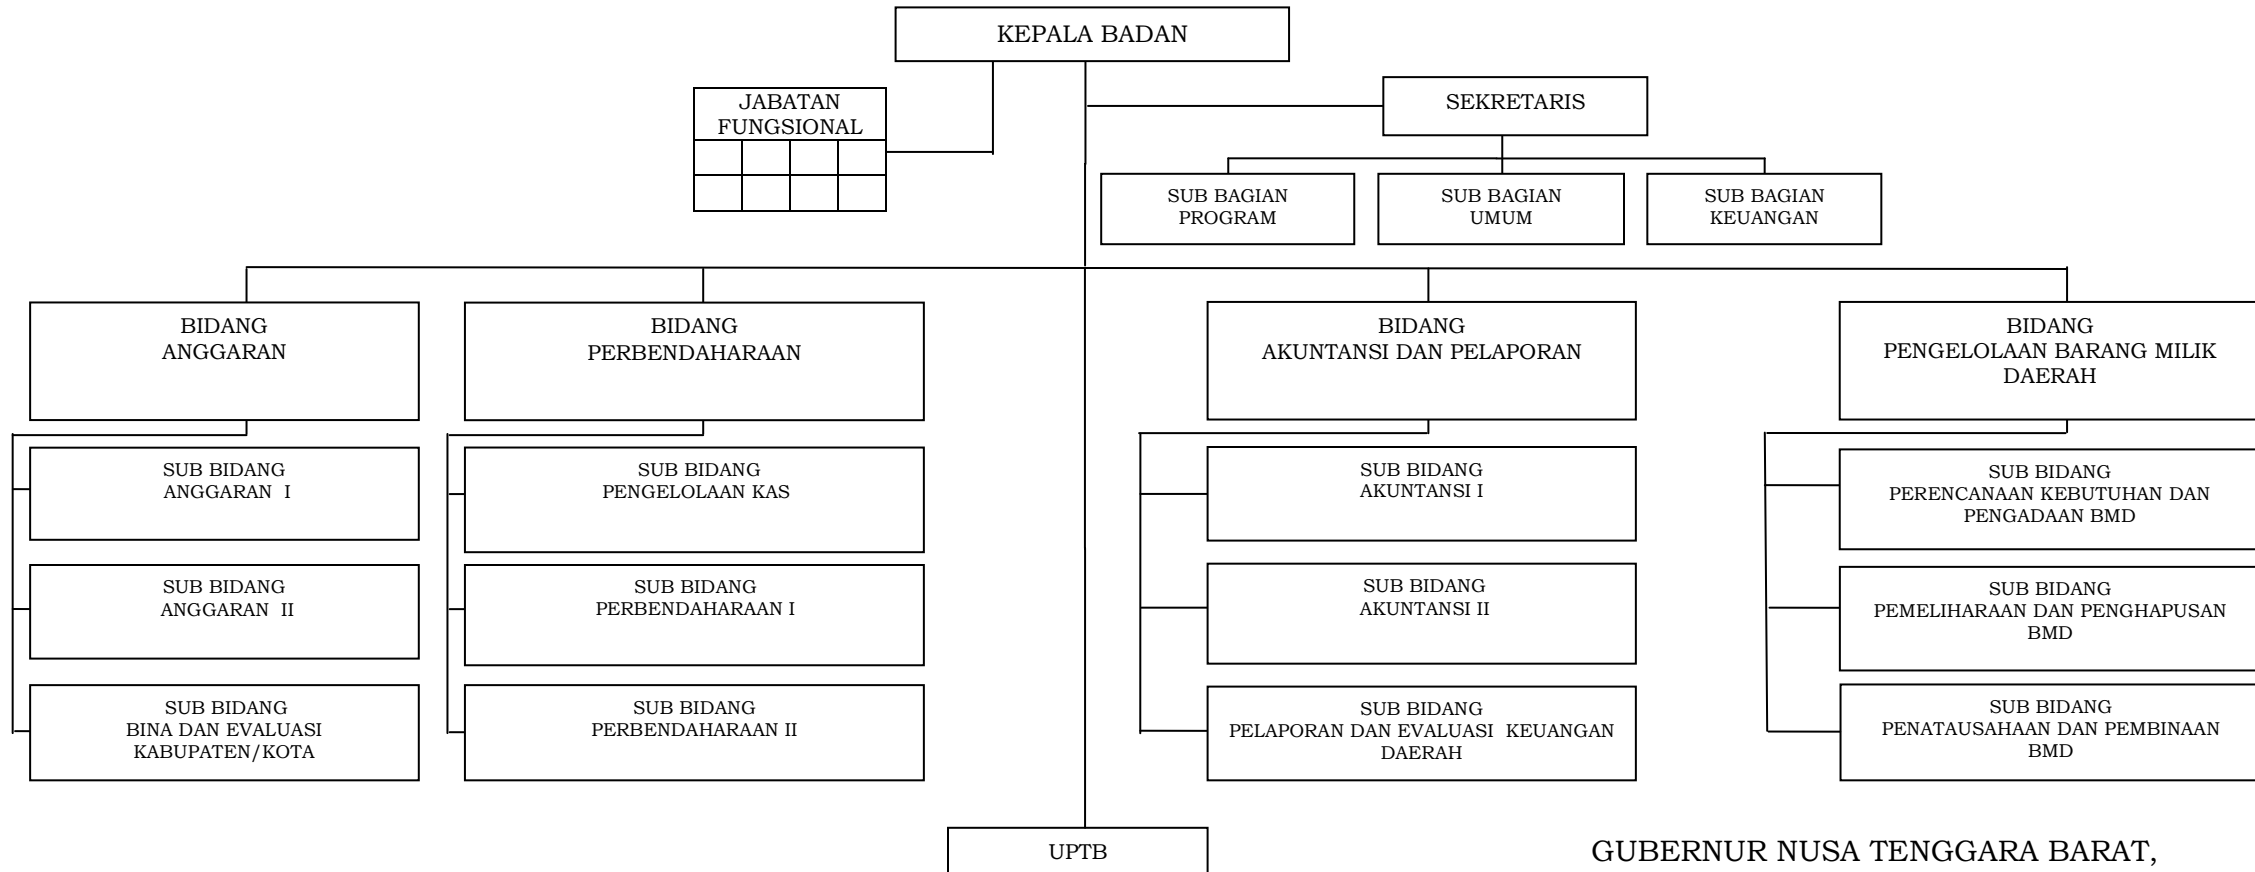 KEPALA BADAN
JABATAN
FUNGSIONAL
SEKRETARIS
SUB BAGIAN
PROGRAM
SUB BAGIAN
UMUM
SUB BAGIAN
KEUANGAN
BIDANG
ANGGARAN
BIDANG
PERBENDAHARAAN
BIDANG
AKUNTANSI DAN PELAPORAN
BIDANG
PENGELOLAAN BARANG MILIK
DAERAH
SUB BIDANG
ANGGARAN I
SUB BIDANG
PENGELOLAAN KAS
SUB BIDANG
AKUNTANSI I
SUB BIDANG
PERENCANAAN KEBUTUHAN DAN
PENGADAAN BMD
SUB BIDANG
ANGGARAN II
SUB BIDANG
PERBENDAHARAAN I
SUB BIDANG
AKUNTANSI II
SUB BIDANG
PEMELIHARAAN DAN PENGHAPUSAN
BMD
SUB BIDANG
BINA DAN EVALUASI
KABUPATEN/KOTA
SUB BIDANG
PERBENDAHARAAN II
SUB BIDANG
PELAPORAN DAN EVALUASI KEUANGAN
DAERAH
SUB BIDANG
PENATAUSAHAAN DAN PEMBINAAN
BMD
UPTB
GUBERNUR NUSA TENGGARA BARAT,